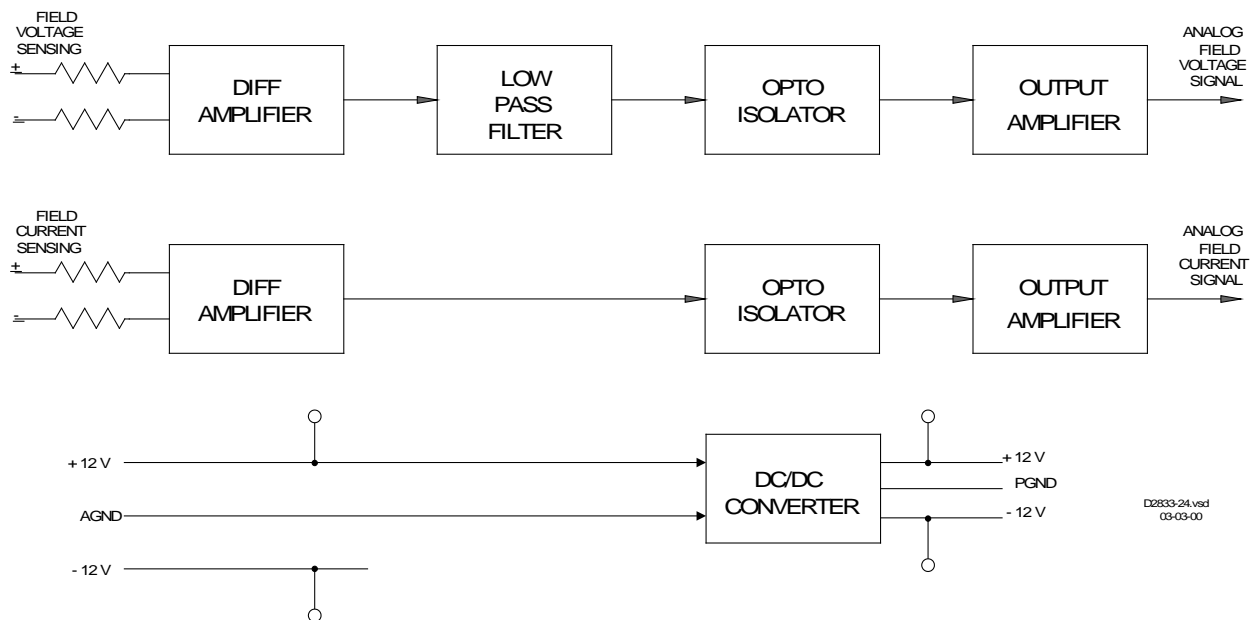 FIELD
VOLTAGE
SENSING
+
-
DIFF
AMPLIFIER
LOW
PASS
FILTER
OPTO
ISOLATOR
OUTPUT
AMPLIFIER
ANALOG
FIELD
VOLTAGE
SIGNAL
FIELD
CURRENT
SENSING
+
-
DIFF
AMPLIFIER
OPTO
ISOLATOR
OUTPUT
AMPLIFIER
ANALOG
FIELD
CURRENT
SIGNAL
+ 12 V
AGND
- 12 V
DC/DC
CONVERTER
+ 12 V
PGND
- 12 V
D2833-24.vsd
03-03-00